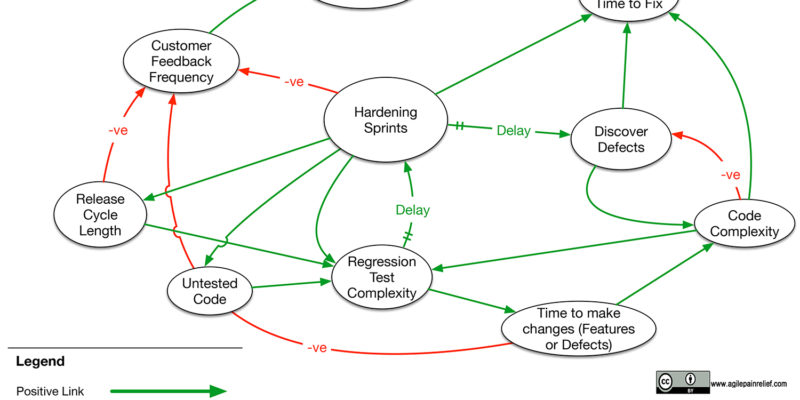 Time to Fix
Customer
Feedback
Frequency
-ve
Hardening
Sprints
Delay
Discover
Defects
-ve
-ve
Release
Cycle
Length
Delay
Code
Complexity
Regression
Test
Complexity
Untested
Code
Time to make
changes (Features
or Defects)
-ve
Legend
Positive Link
cc
BY
www.agilepainrelief.com